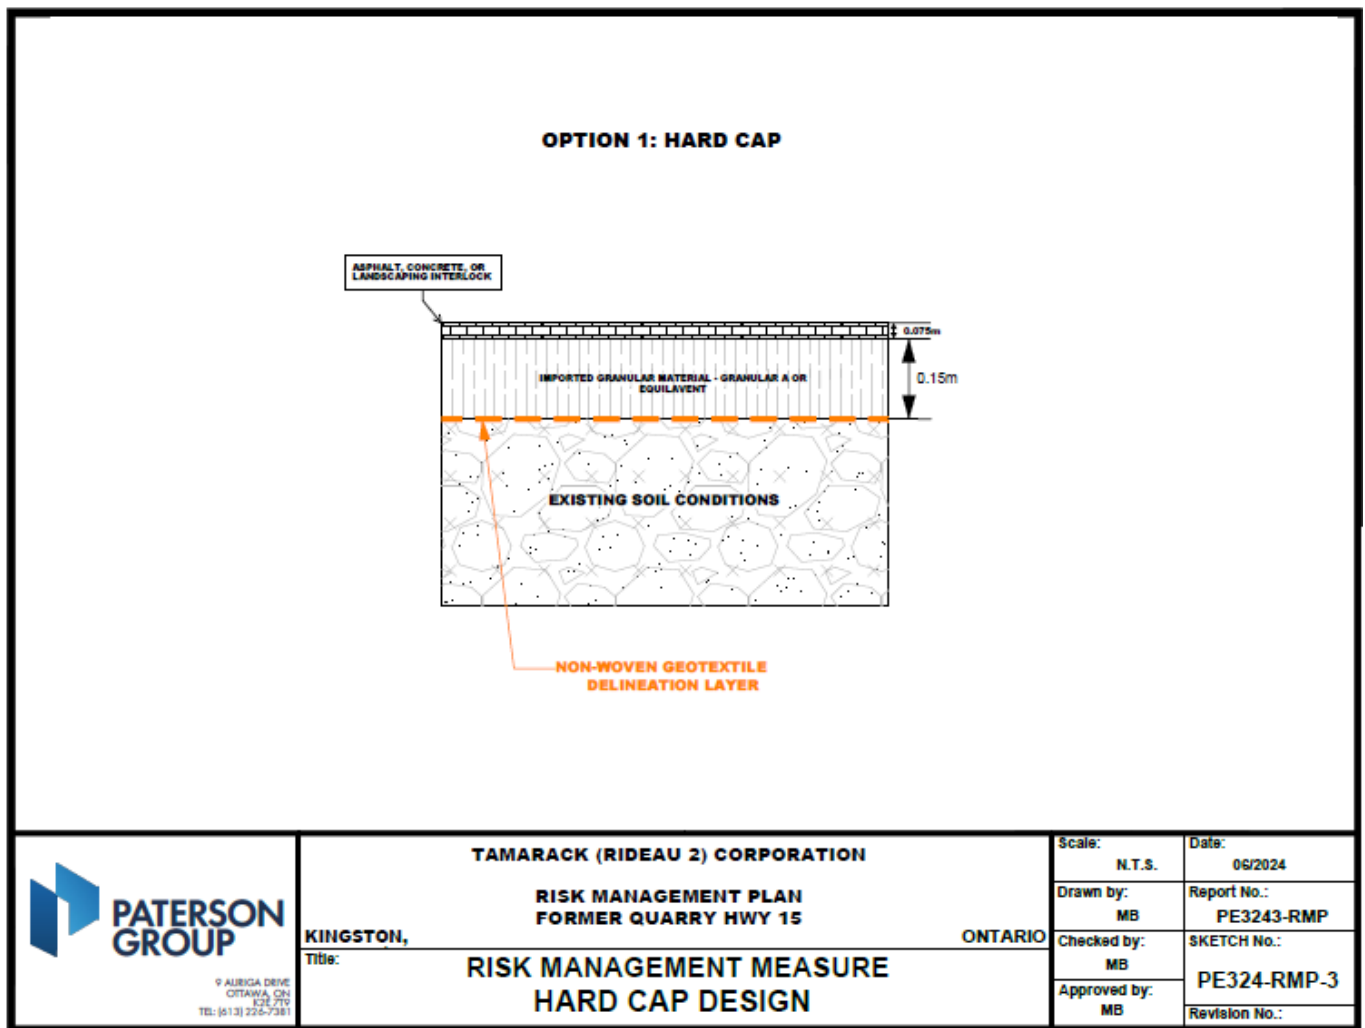 OPTION 1: HARD CAP
ASPHALT, CONCRETE, OR
LANDSCAPING INTERLOCK
0.075m
0.15m
IMPORTED GRANULAR MATERIAL - GRANULAR A OR
EQUILAVENT
EXISTING SOIL CONDITIONS
NON-WOVEN GEOTEXTILE
DELINEATION LAYER
PATERSON
GROUP
9 AURIGA DRIVE
OTTAWA, ON
K2E 7T9
TEL: (613) 226-7381
TAMARACK (RIDEAU 2) CORPORATION
RISK MANAGEMENT PLAN
FORMER QUARRY HWY 15
KINGSTON, ONTARIO
Title:
RISK MANAGEMENT MEASURE
HARD CAP DESIGN
Scale:
N.T.S.
Date:
06/2024
Drawn by:
MB
Report No.:
PE3243-RMP
Checked by:
MB
SKETCH No.:
PE324-RMP-3
Approved by:
MB
Revision No.: